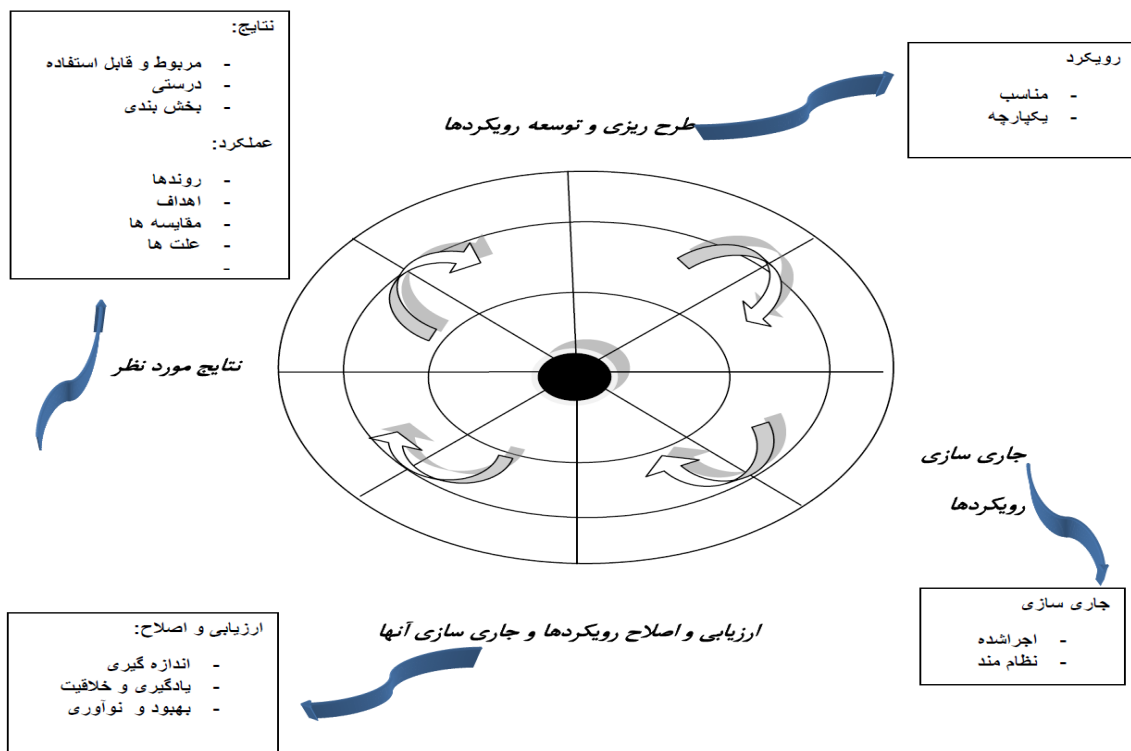 نتایج:
- مربوط و قابل استفاده
- درستی
- بخش بندی
عملکرد:
- روندها
- اهداف
- مقایسه ها
- علت ها
-
رویکرد
- مناسب
- یکپارچه
طرح ریزی و توسعه رویکردها
نتایج مورد نظر
جاری سازی
رویکردها
جاری سازی
- اجراشده
- نظام مند
ارزیابی و اصلاح رویکردها و جاری سازی آنها
ارزیابی و اصلاح:
- اندازه گیری
- یادگیری و خلاقیت
- بهبود و نوآوری